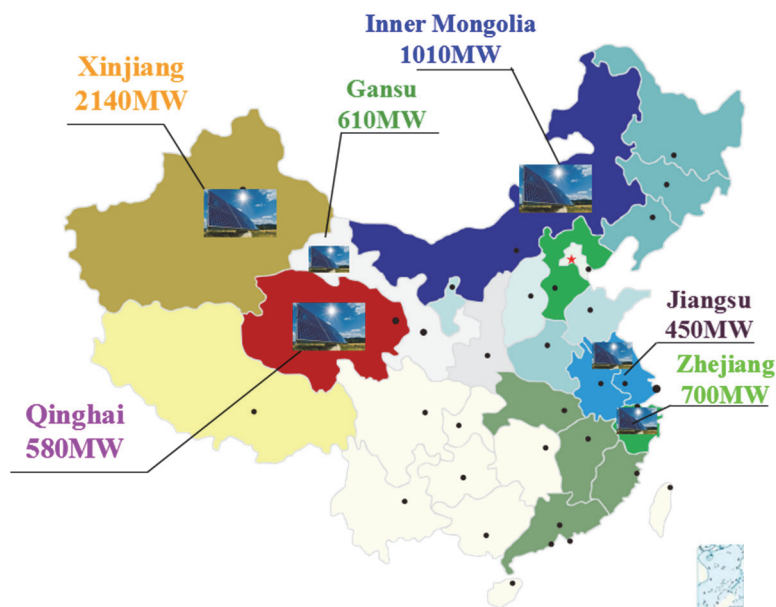 Inner Mongolia
1010MW
Xinjiang
2140MW
Gansu
610MW
Jiangsu
450MW
Zhejiang
700MW
Qinghai
580MW